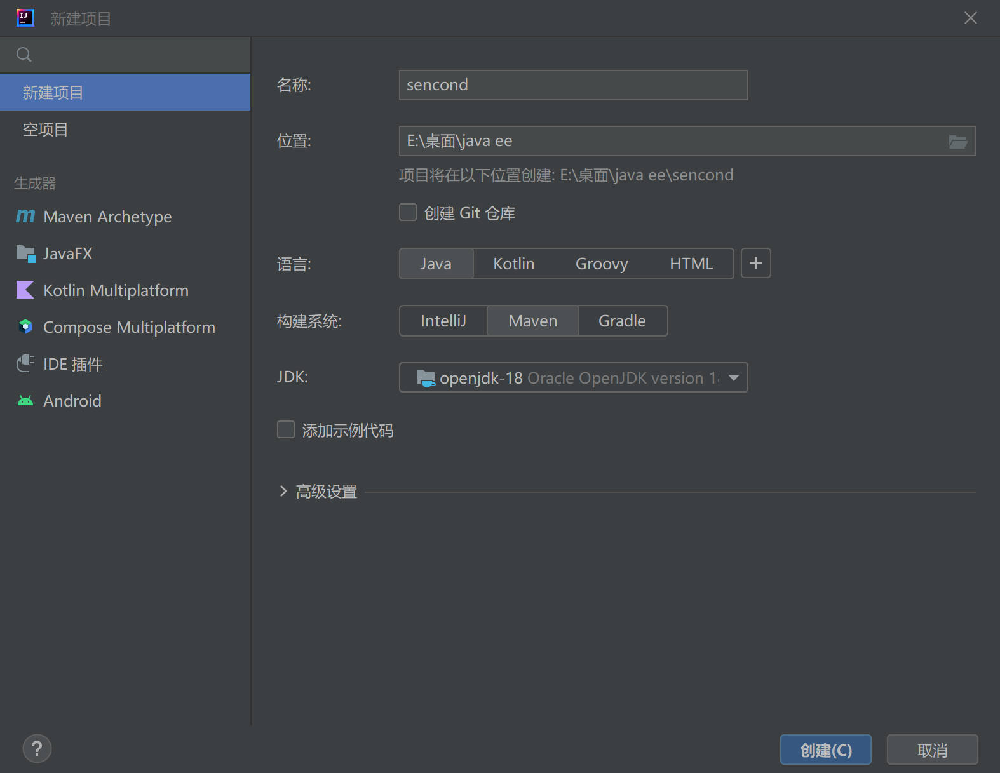 新建项目
新建项目
空项目
生成器
Maven Archetype
JavaFX
Kotlin Multiplatform
Compose Multiplatform
IDE 插件
Android
名称: sencond
位置: E:\桌面\java ee
项目将在以下位置创建: E:\桌面\java ee\sencond
创建 Git 仓库
语言: Java Kotlin Groovy HTML +
构建系统: IntelliJ Maven Gradle
JDK: openjdk-18 Oracle OpenJDK version
添加示例代码
高级设置
? 创建(C) 取消